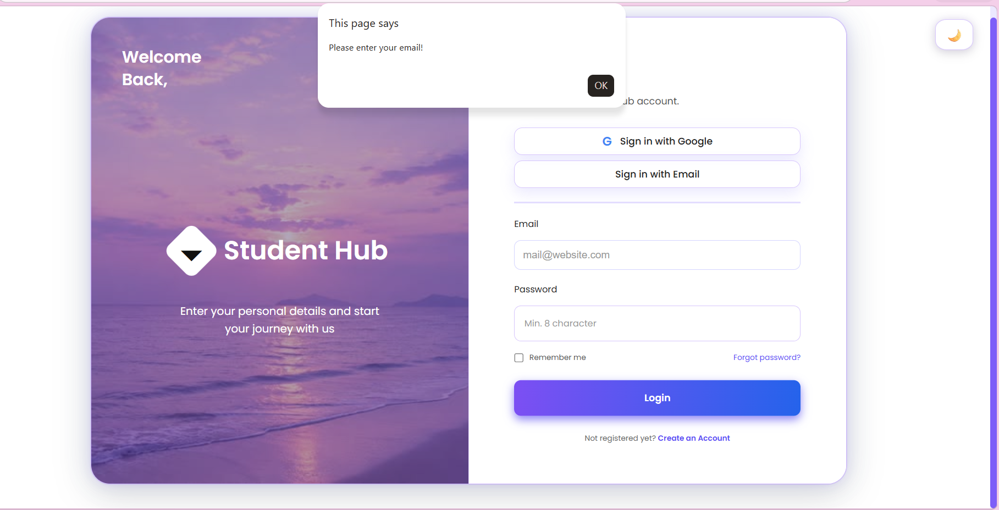 This page says
Please enter your email!
OK
Welcome
Back,
Student Hub
Enter your personal details and start
your journey with us
account.
G Sign in with Google
Sign in with Email
Email
mail@website.com
Password
Min. 8 character
Remember me
Forgot password?
Login
Not registered yet? Create an Account